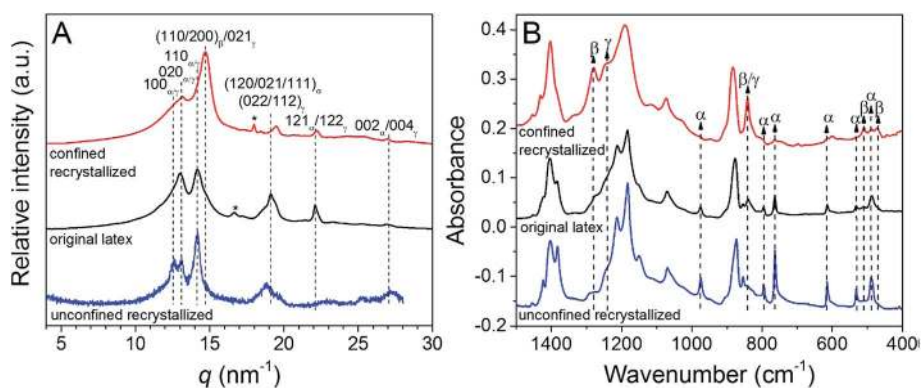 A
Relative intensity (a.u.)
(110/200)β/021γ
110α/γ
020α/γ
100α/γ
(120/021/111)α
(022/112)γ
121α/122γ
002α/004γ
*
confined
recrystallized
*
original latex
unconfined recrystallized
5 10 15 20 25 30
q (nm-1)
B
Absorbance
0.4
0.3
0.2
0.1
0.0
-0.1
-0.2
β γ β/γ α α α α α β α β
confined
recrystallized
original latex
unconfined recrystallized
1400 1200 1000 800 600 400
Wavenumber (cm-1)